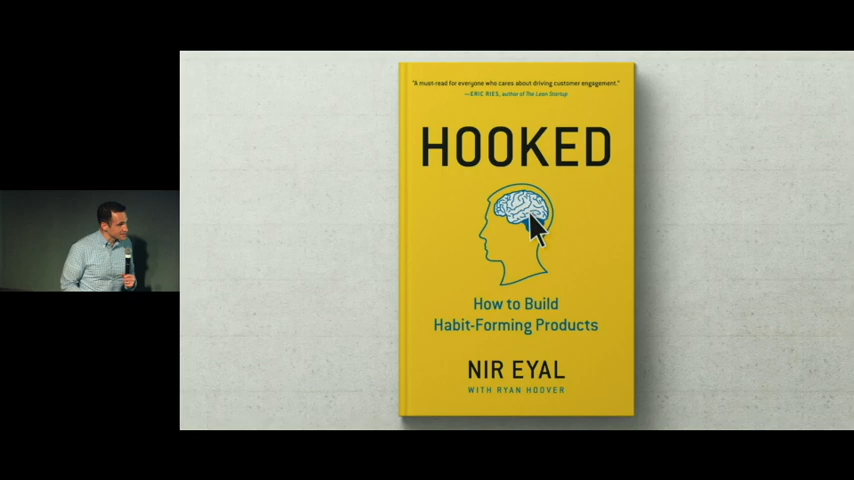 "A must-read for everyone who cares about driving customer engagement."
—ERIC RIES, author of The Lean Startup
HOOKED
How to Build
Habit-Forming Products
NIR EYAL
WITH RYAN HOOVER